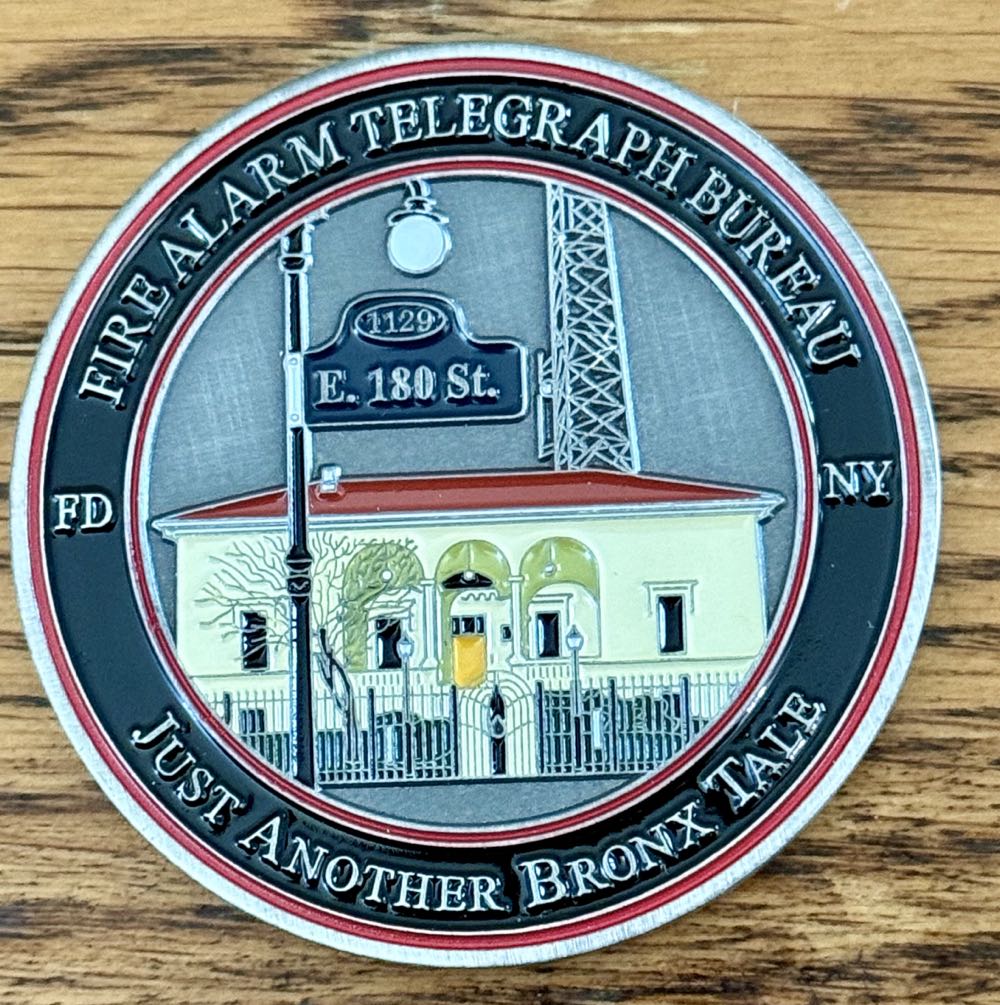 FIRE ALARM TELEGRAPH BUREAU
1129
E. 180 St.
FD NY
JUST ANOTHER BRONX TALE